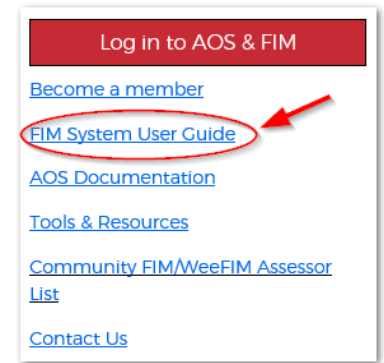 Log in to AOS & FIM
Become a member
FIM System User Guide
AOS Documentation
Tools & Resources
Community FIM/WeeFIM Assessor
List
Contact Us